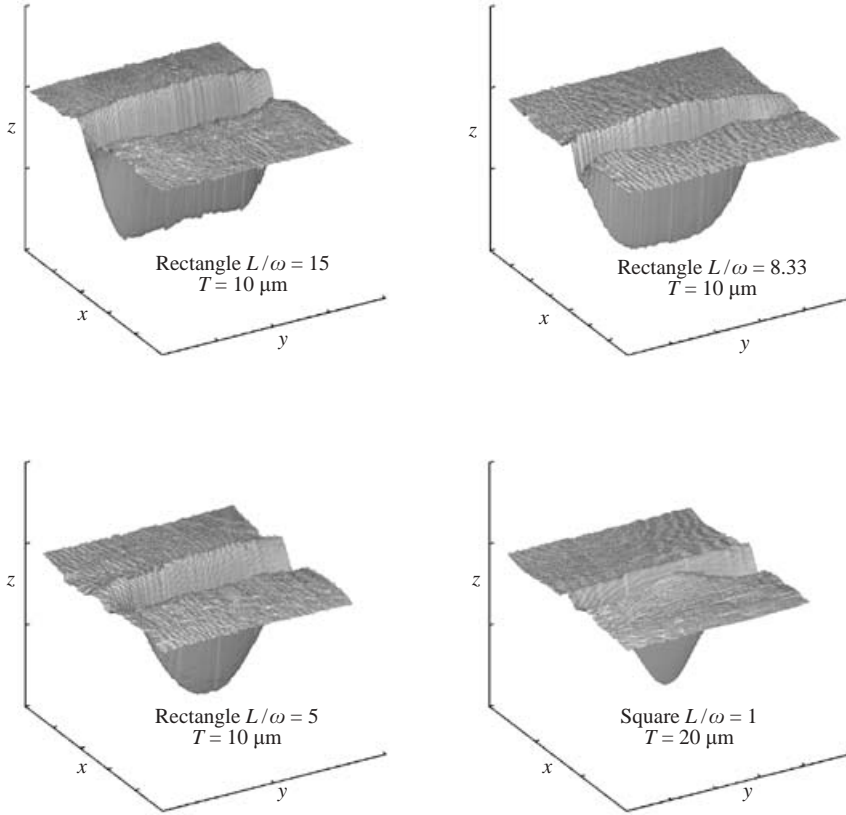 z
Rectangle L/ω = 15
T = 10 μm
x
y
z
Rectangle L/ω = 8.33
T = 10 μm
x
y
z
Rectangle L/ω = 5
T = 10 μm
x
y
z
Square L/ω = 1
T = 20 μm
x
y